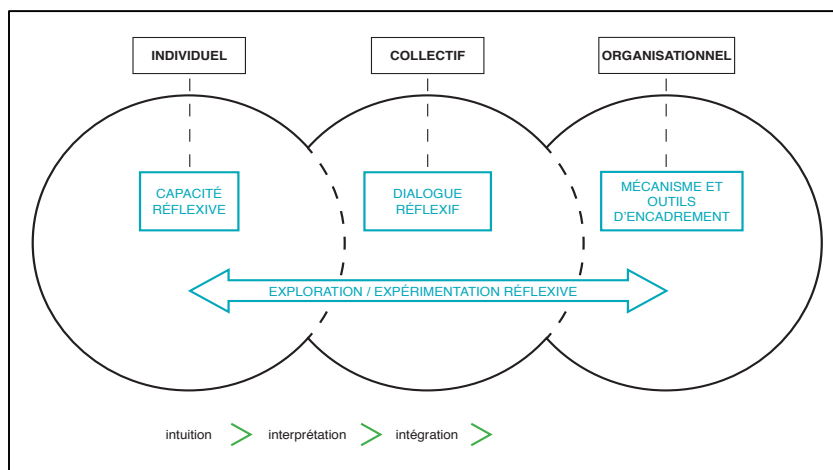 INDIVIDUEL
COLLECTIF
ORGANISATIONNEL
CAPACITÉ
RÉFLEXIVE
DIALOGUE
RÉFLEXIF
MÉCANISME ET
OUTILS
D'ENCADREMENT
EXPLORATION / EXPÉRIMENTATION RÉFLEXIVE
intuition interprétation intégration